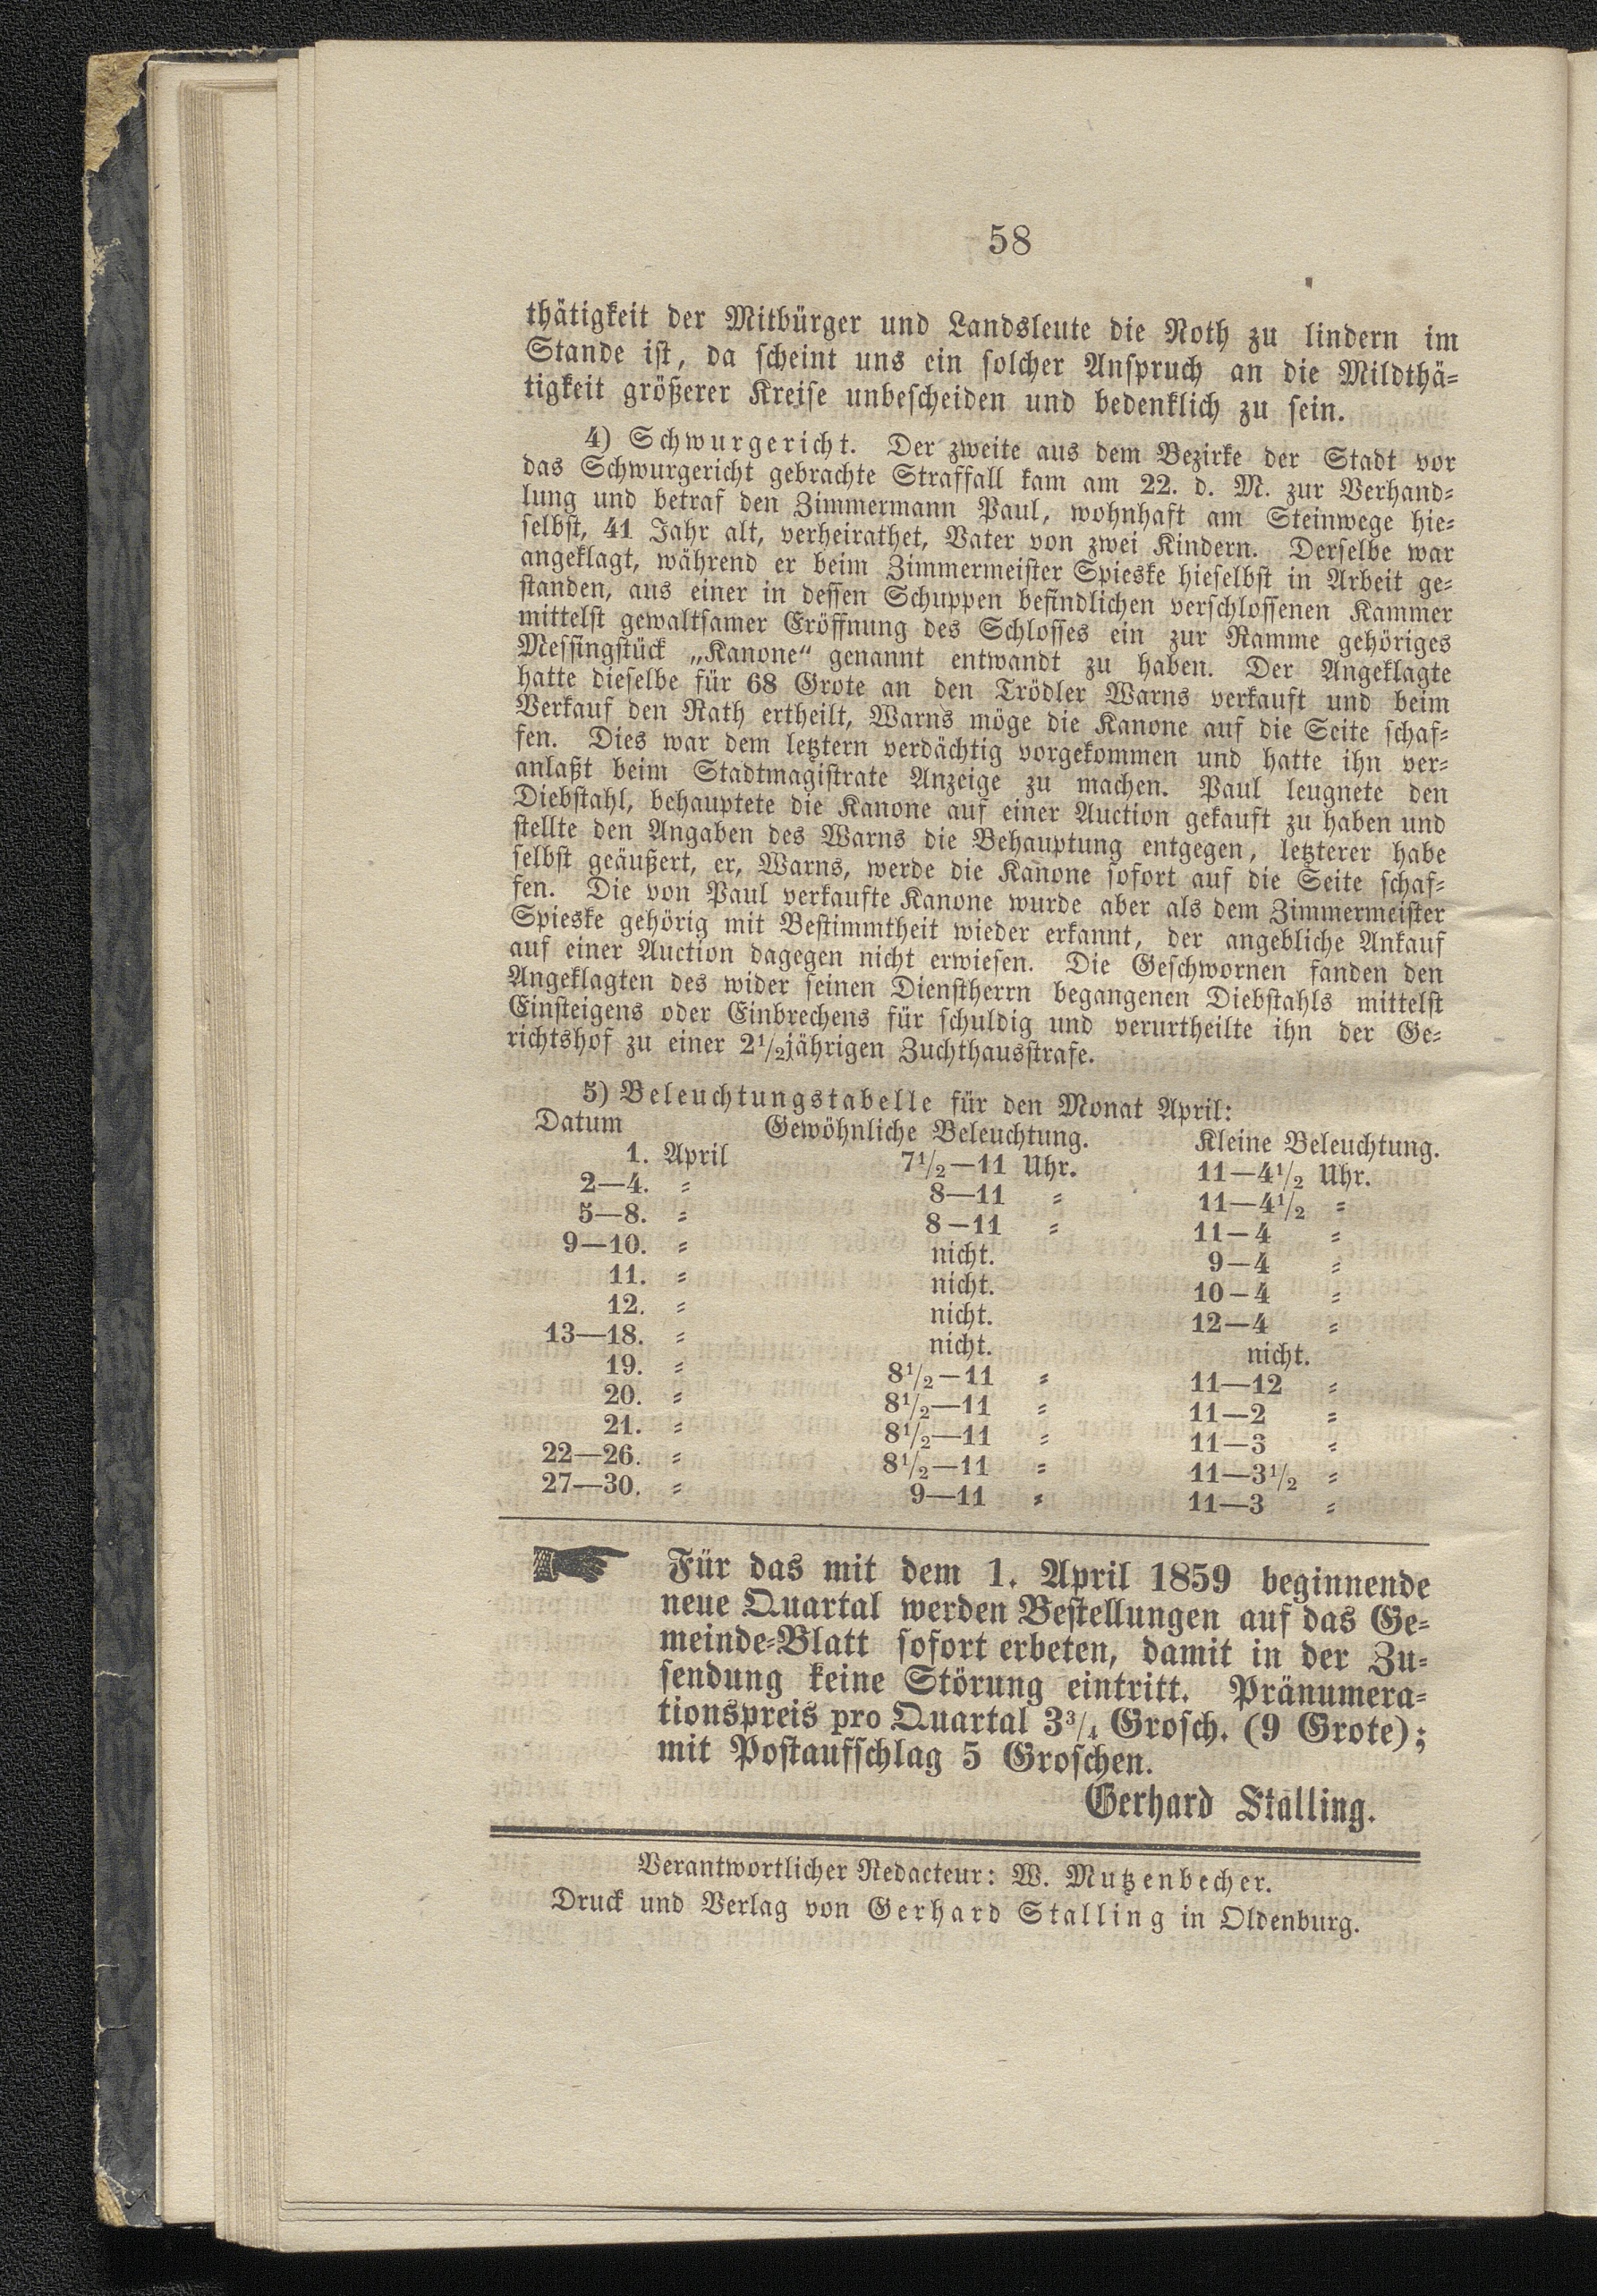 58
thätigkeit der Mitbürger und Landsleute die Noth zu lindern im
Stande ist, da scheint uns ein solcher Anspruch an die Mildthä-
tigkeit größerer Kreise unbescheiden und bedenklich zu sein.
4) Schwurgericht. Der zweite aus dem Bezirke der Stadt vor
das Schwurgericht gebrachte Straffall kam am 22. d. M. zur Verhand-
lung und betraf den Zimmermann Paul, wohnhaft am Steinwege hie-
selbst, 41 Jahr alt, verheirathet, Vater von zwei Kindern. Derselbe war
angeklagt, während er beim Zimmermeister Spieske hieselbst in Arbeit ge-
standen, aus einer in dessen Schuppen befindlichen verschlossenen Kammer
mittelst gewaltsamer Eröffnung des Schlosses ein zur Ramme gehöriges
Messingstück „Kanone“ genannt entwandt zu haben. Der Angeklagte
hatte dieselbe für 68 Grote an den Trödler Warns verkauft und beim
Verkauf den Rath ertheilt, Warns möge die Kanone auf die Seite schaf-
fen. Dies war dem letztern verdächtig vorgekommen und hatte ihn ver-
anlaßt beim Stadtmagistrate Anzeige zu machen. Paul leugnete den
Diebstahl, behauptete die Kanone auf einer Auction gekauft zu haben und
stellte den Angaben des Warns die Behauptung entgegen, letzterer habe
selbst geäußert, er, Warns, werde die Kanone sofort auf die Seite schaf-
fen. Die von Paul verkaufte Kanone wurde aber als dem Zimmermeister
Spieske gehörig mit Bestimmtheit wieder erkannt, der angebliche Ankauf
auf einer Auction dagegen nicht erwiesen. Die Geschwornen fanden den
Angeklagten des wider seinen Dienstherrn begangenen Diebstahls mittelst
Einsteigens oder Einbrechens für schuldig und verurtheilte ihn der Ge-
richtshof zu einer 2½jährigen Zuchthausstrafe.
5) Beleuchtungstabelle für den Monat April:
Datum Gewöhnliche Beleuchtung. Kleine Beleuchtung.
1. April 7½—11 Uhr. 11—4½ Uhr.
2—4. = 8—11 = 11—4½ =
5—8. = 8—11 = 11—4 =
9—10. = nicht. 9—4 =
11. = nicht. 10—4 =
12. = nicht. 12—4 =
13—18. = nicht. nicht.
19. = 8½—11 = 11—12 =
20. = 8½—11 = 11—2 =
21. = 8½—11 = 11—3 =
22—26. = 8½—11 = 11—3½ =
27—30. = 9—11 = 11—3 =
Für das mit dem 1. April 1859 beginnende
neue Quartal werden Bestellungen auf das Ge-
meinde-Blatt sofort erbeten, damit in der Zu-
sendung keine Störung eintritt. Pränumera-
tionspreis pro Quartal 3¾ Grosch. (9 Grote);
mit Postaufschlag 5 Groschen.
Gerhard Stalling.
Verantwortlicher Redacteur: W. Mutzenbecher.
Druck und Verlag von Gerhard Stalling in Oldenburg.